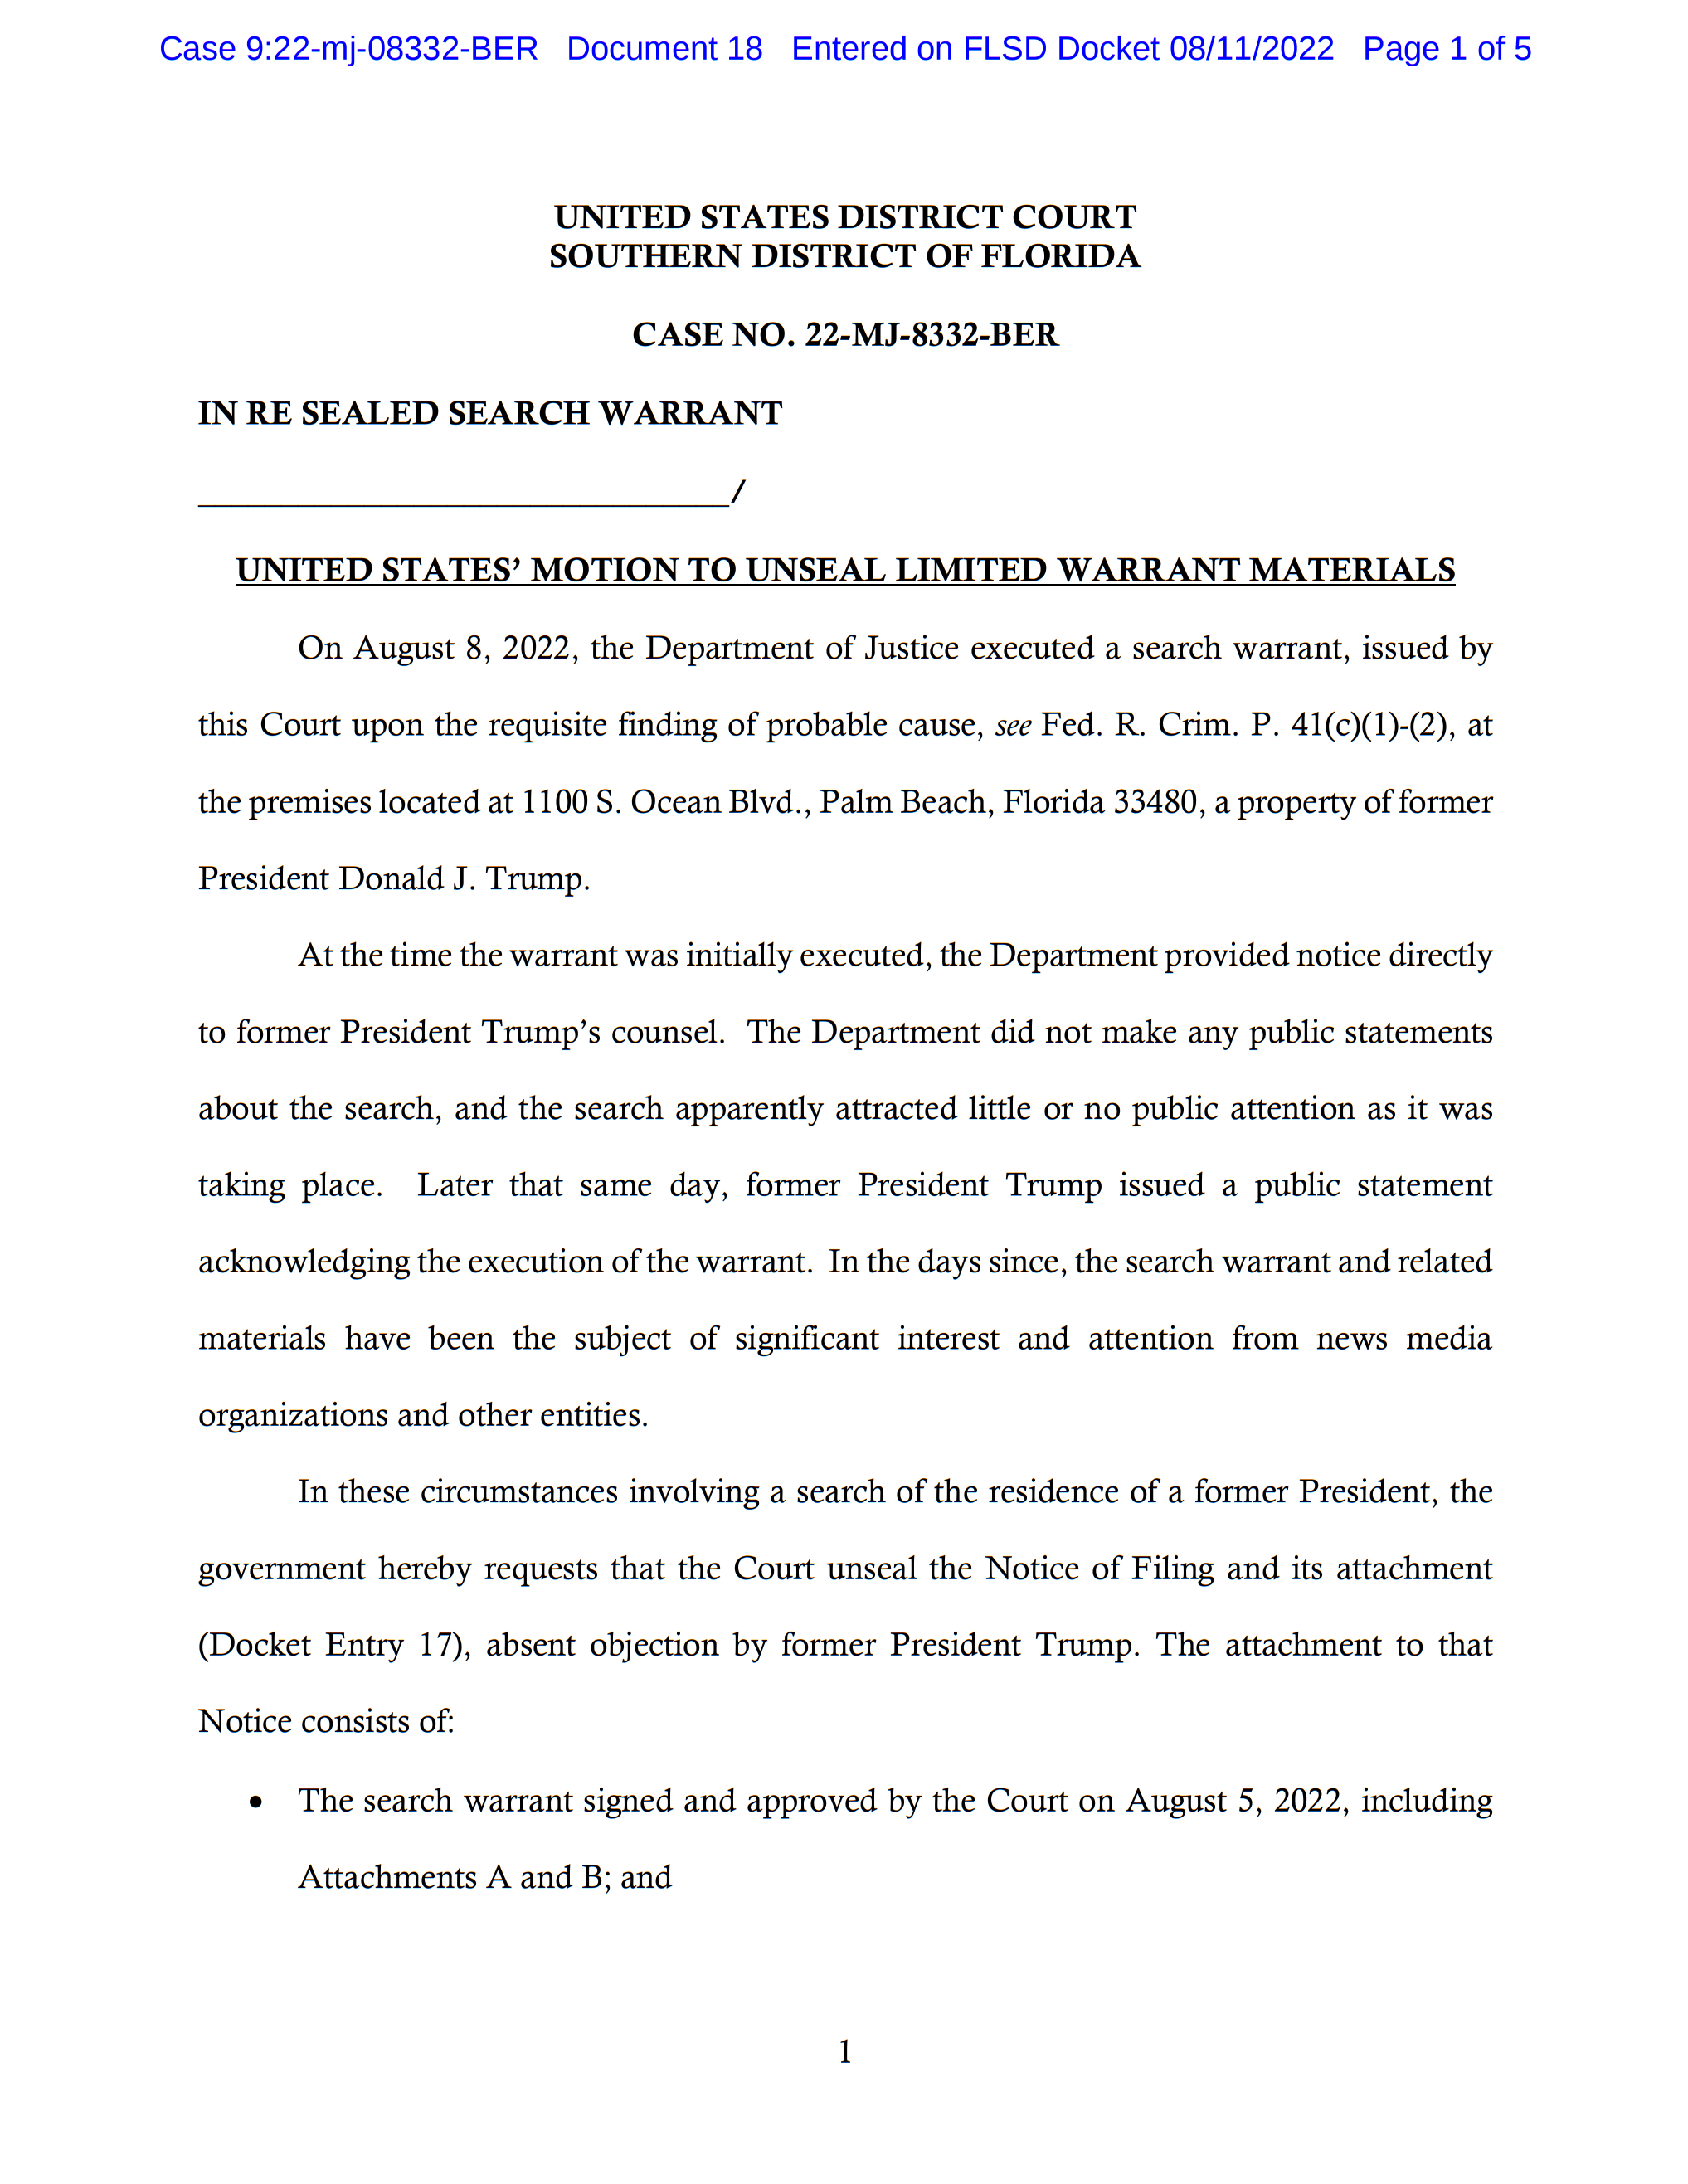 Case 9:22-mj-08332-BER Document 18 Entered on FLSD Docket 08/11/2022 Page 1 of 5
UNITED STATES DISTRICT COURT
SOUTHERN DISTRICT OF FLORIDA
CASE NO. 22-MJ-8332-BER
IN RE SEALED SEARCH WARRANT
________________________________/
UNITED STATES’ MOTION TO UNSEAL LIMITED WARRANT MATERIALS
On August 8, 2022, the Department of Justice executed a search warrant, issued by
this Court upon the requisite finding of probable cause, see Fed. R. Crim. P. 41(c)(1)-(2), at
the premises located at 1100 S. Ocean Blvd., Palm Beach, Florida 33480, a property of former
President Donald J. Trump.
At the time the warrant was initially executed, the Department provided notice directly
to former President Trump’s counsel. The Department did not make any public statements
about the search, and the search apparently attracted little or no public attention as it was
taking place. Later that same day, former President Trump issued a public statement
acknowledging the execution of the warrant. In the days since, the search warrant and related
materials have been the subject of significant interest and attention from news media
organizations and other entities.
In these circumstances involving a search of the residence of a former President, the
government hereby requests that the Court unseal the Notice of Filing and its attachment
(Docket Entry 17), absent objection by former President Trump. The attachment to that
Notice consists of:
• The search warrant signed and approved by the Court on August 5, 2022, including
Attachments A and B; and
1